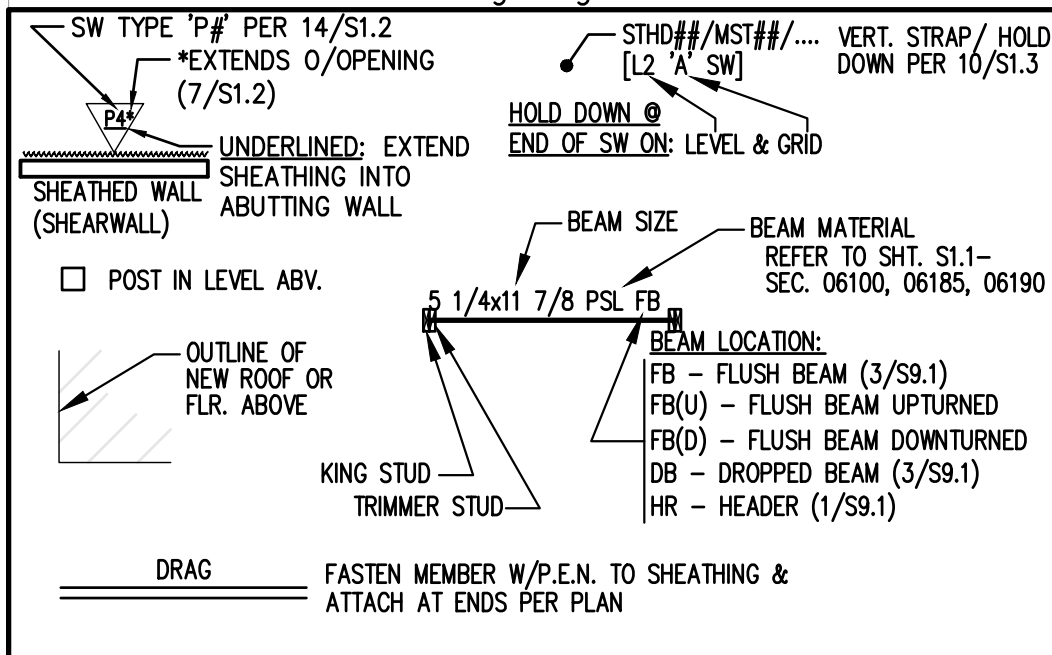 SW TYPE 'P#' PER 14/S1.2
*EXTENDS O/OPENING
(7/S1.2)
P4*
UNDERLINED: EXTEND
SHEATHING INTO
ABUTTING WALL
SHEATHED WALL
(SHEARWALL)
STHD##/MST##/....
[L2 'A' SW]
VERT. STRAP/ HOLD
DOWN PER 10/S1.3
HOLD DOWN @
END OF SW ON: LEVEL & GRID
POST IN LEVEL ABV.
BEAM SIZE
BEAM MATERIAL
REFER TO SHT. S1.1-
SEC. 06100, 06185, 06190
5 1/4x11 7/8 PSL FB
OUTLINE OF
NEW ROOF OR
FLR. ABOVE
BEAM LOCATION:
FB - FLUSH BEAM (3/S9.1)
FB(U) - FLUSH BEAM UPTURNED
FB(D) - FLUSH BEAM DOWNTURNED
DB - DROPPED BEAM (3/S9.1)
HR - HEADER (1/S9.1)
KING STUD
TRIMMER STUD
DRAG
FASTEN MEMBER W/P.E.N. TO SHEATHING &
ATTACH AT ENDS PER PLAN